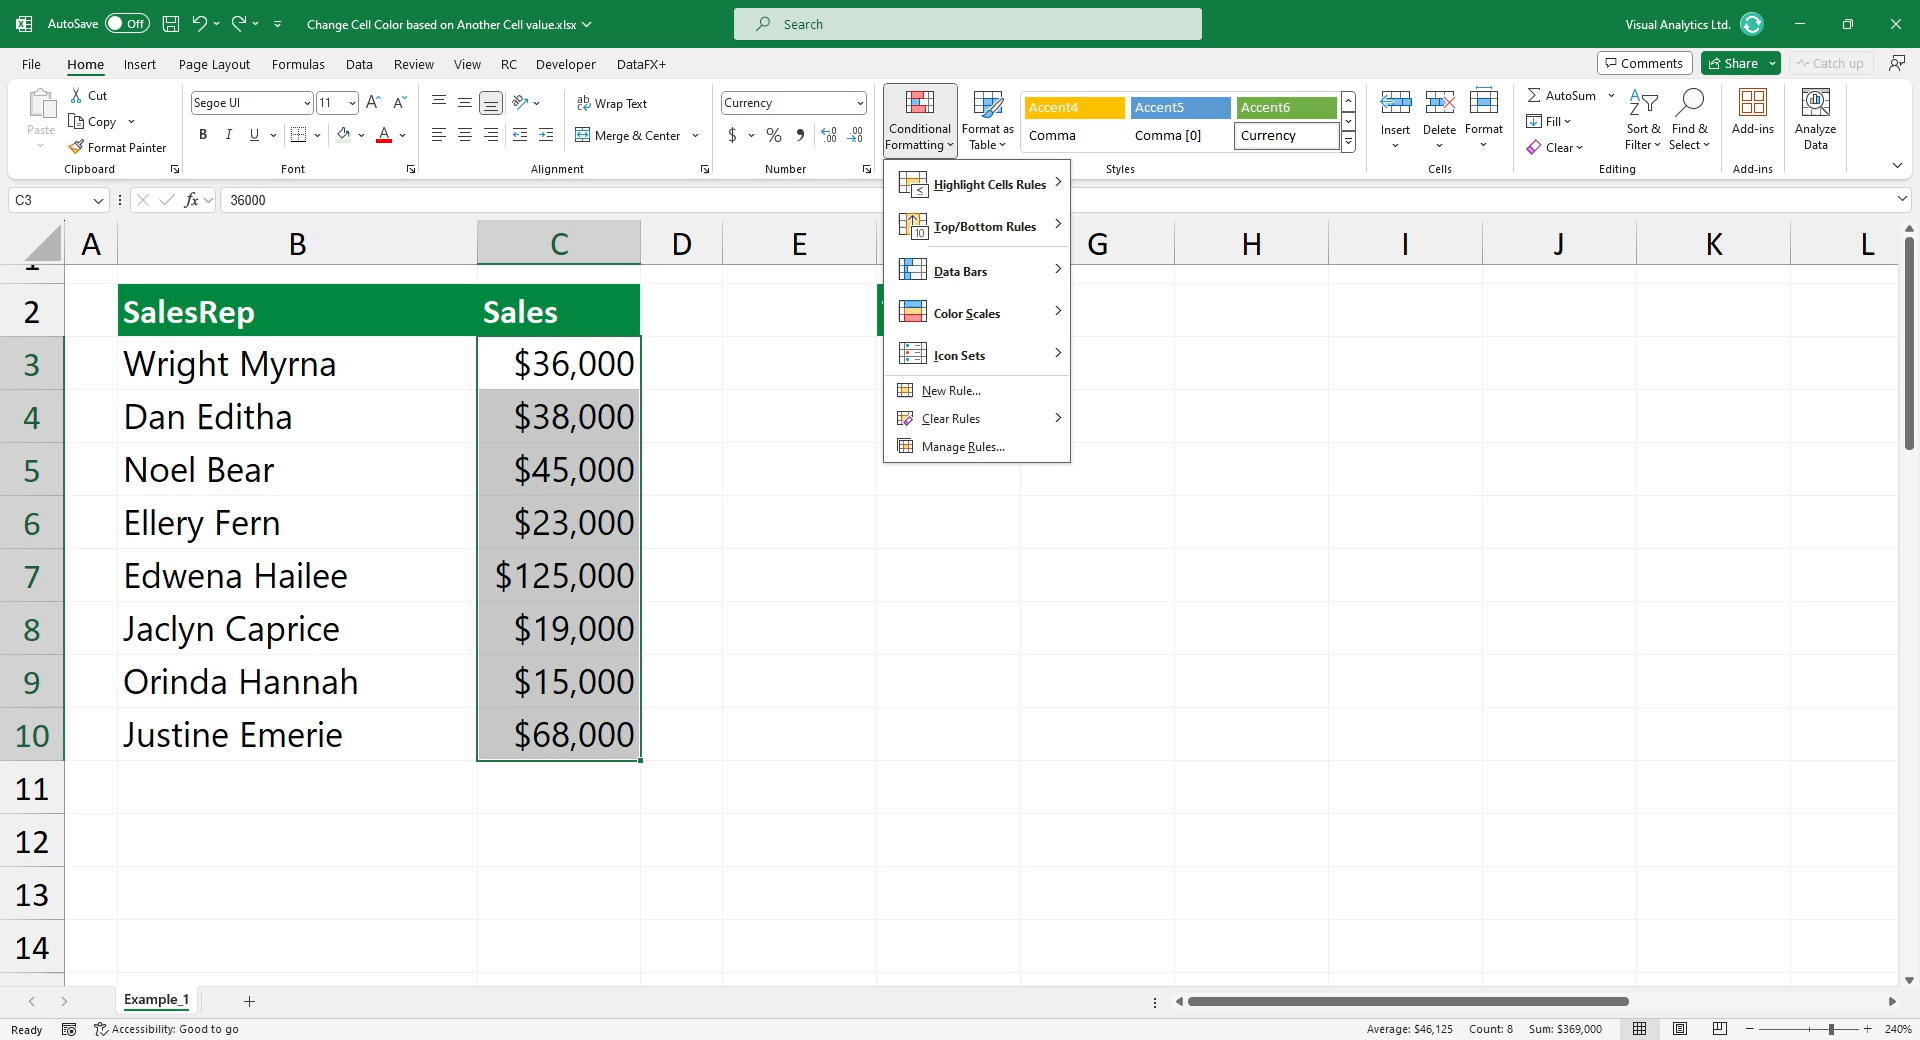 AutoSave Off Change Cell Color based on Another Cell value.xlsx Search Visual Analytics Ltd.
File Home Insert Page Layout Formulas Data Review View RC Developer DataFX+ Comments Share Catch up
Paste Cut Copy Format Painter Clipboard
Segoe UI 11 B I U A Font
Wrap Text Merge & Center Alignment
Currency $ % Number
Conditional Formatting Format as Table Accent4 Accent5 Accent6 Comma Comma [0] Currency Styles
Insert Delete Format Cells
AutoSum Fill Clear Sort & Filter Find & Select Editing
Add-ins Add-ins
Analyze Data
C3 fx 36000
Highlight Cells Rules
Top/Bottom Rules
Data Bars
Color Scales
Icon Sets
New Rule...
Clear Rules
Manage Rules...
A B C D E G H I J K L
2 SalesRep Sales
3 Wright Myrna $36,000
4 Dan Editha $38,000
5 Noel Bear $45,000
6 Ellery Fern $23,000
7 Edwena Hailee $125,000
8 Jaclyn Caprice $19,000
9 Orinda Hannah $15,000
10 Justine Emerie $68,000
11
12
13
14
Example_1
Ready Accessibility: Good to go Average: $46,125 Count: 8 Sum: $369,000 240%